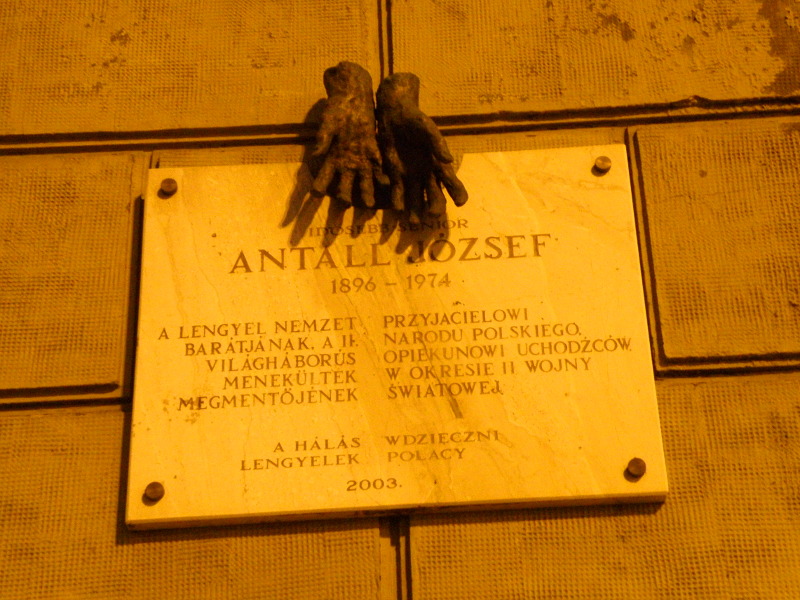 IDŐSEBB-SENIOR
ANTALL JÓZSEF
1896 – 1974
A LENGYEL NEMZET
BARÁTJÁNAK, A II.
VILÁGHÁBORÚS
MENEKÜLTEK
MEGMENTŐJÉNEK
PRZYJACIELOWI
NARODU POLSKIEGO,
OPIEKUNOWI UCHODŹCÓW
W OKRESIE II WOJNY
ŚWIATOWEJ
A HÁLÁS
LENGYELEK
WDZIĘCZNI
POLACY
2003.